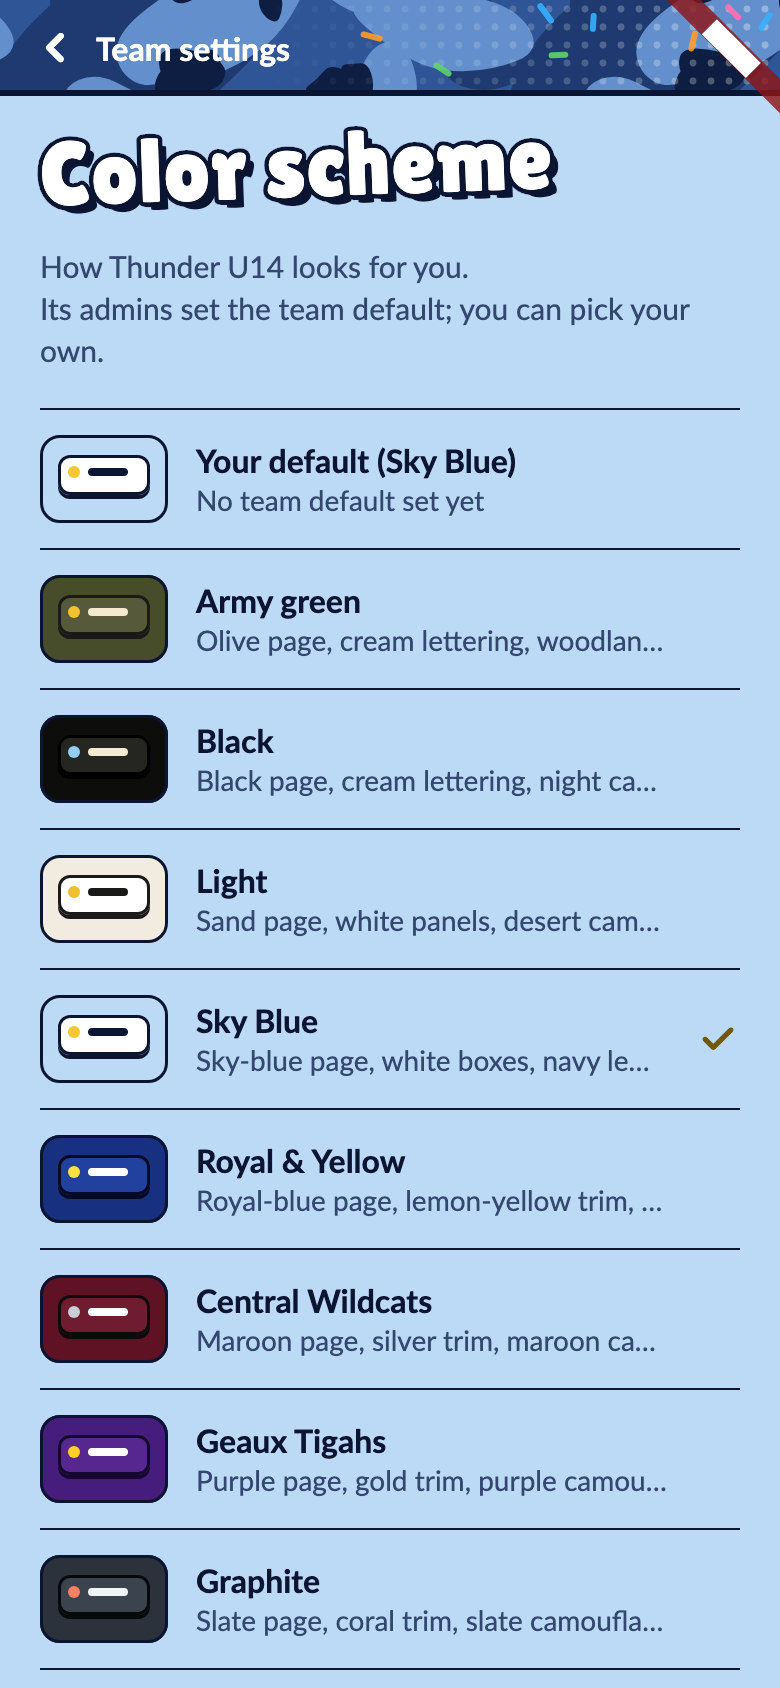 Team settings
Color scheme
How Thunder U14 looks for you.
Its admins set the team default; you can pick your
own.
Your default (Sky Blue)
No team default set yet
Army green
Olive page, cream lettering, woodlan...
Black
Black page, cream lettering, night ca...
Light
Sand page, white panels, desert cam...
Sky Blue
Sky-blue page, white boxes, navy le...
Royal & Yellow
Royal-blue page, lemon-yellow trim, ...
Central Wildcats
Maroon page, silver trim, maroon ca...
Geaux Tigahs
Purple page, gold trim, purple camou...
Graphite
Slate page, coral trim, slate camoufla...